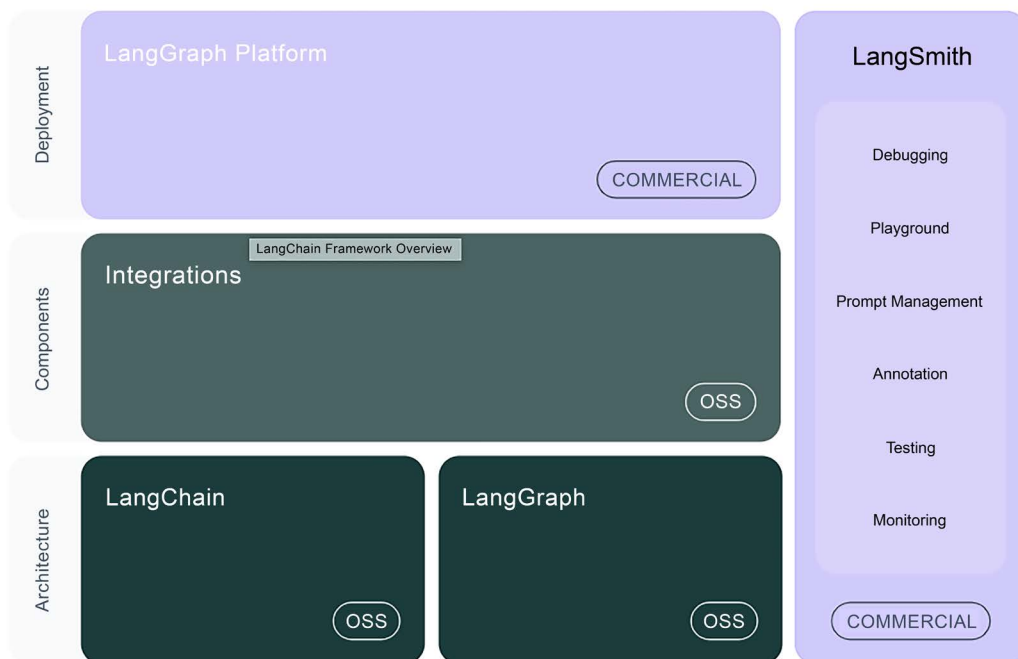 Deployment
LangGraph Platform
COMMERCIAL
Components
LangChain Framework Overview
Integrations
OSS
Architecture
LangChain
OSS
LangGraph
OSS
LangSmith
Debugging
Playground
Prompt Management
Annotation
Testing
Monitoring
COMMERCIAL